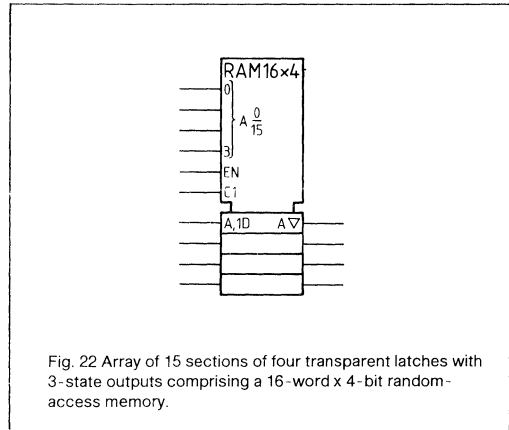 RAM16x4
0
A 0/15
3
EN
C1
A,1D A▽
Fig. 22 Array of 15 sections of four transparent latches with
3-state outputs comprising a 16-word x 4-bit random-
access memory.